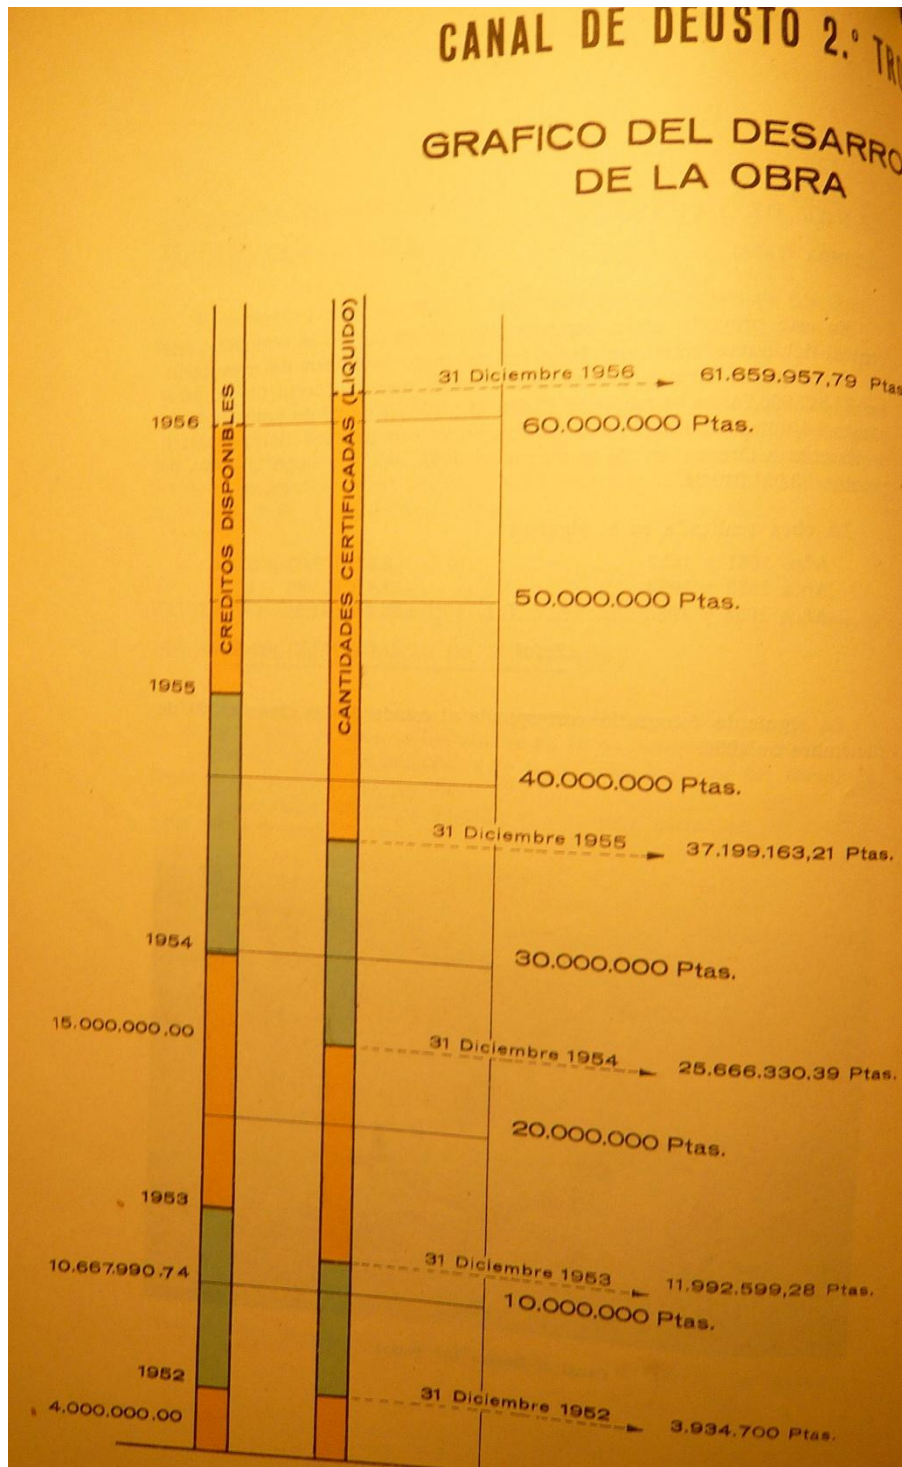 CANAL DE DEUSTO 2.º
GRAFICO DEL
DE LA OBRA
CREDITOS DISPONIBLES
CANTIDADES CERTIFICADAS (LIQUIDO)
31 Diciembre 1956 61.659.957,79 Ptas
1956
60.000.000 Ptas.
50.000.000 Ptas.
1955
40.000.000 Ptas.
31 Diciembre 1955 37.199.163,21 Ptas.
1954
30.000.000 Ptas.
15.000.000.00
31 Diciembre 1954 25.666.330.39 Ptas.
20.000.000 Ptas.
1953
31 Diciembre 1953 11.992.599,28 Ptas.
10.667.990.74
10.000.000 Ptas.
1952
31 Diciembre 1952 3.934.700 Ptas.
4.000.000.00